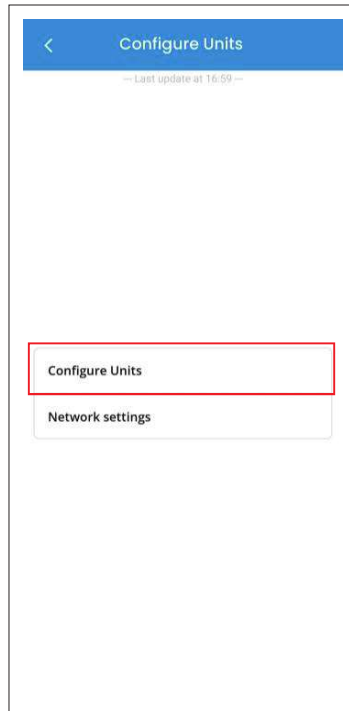 Configure Units
— Last update at 16:59 —
Configure Units
Network settings